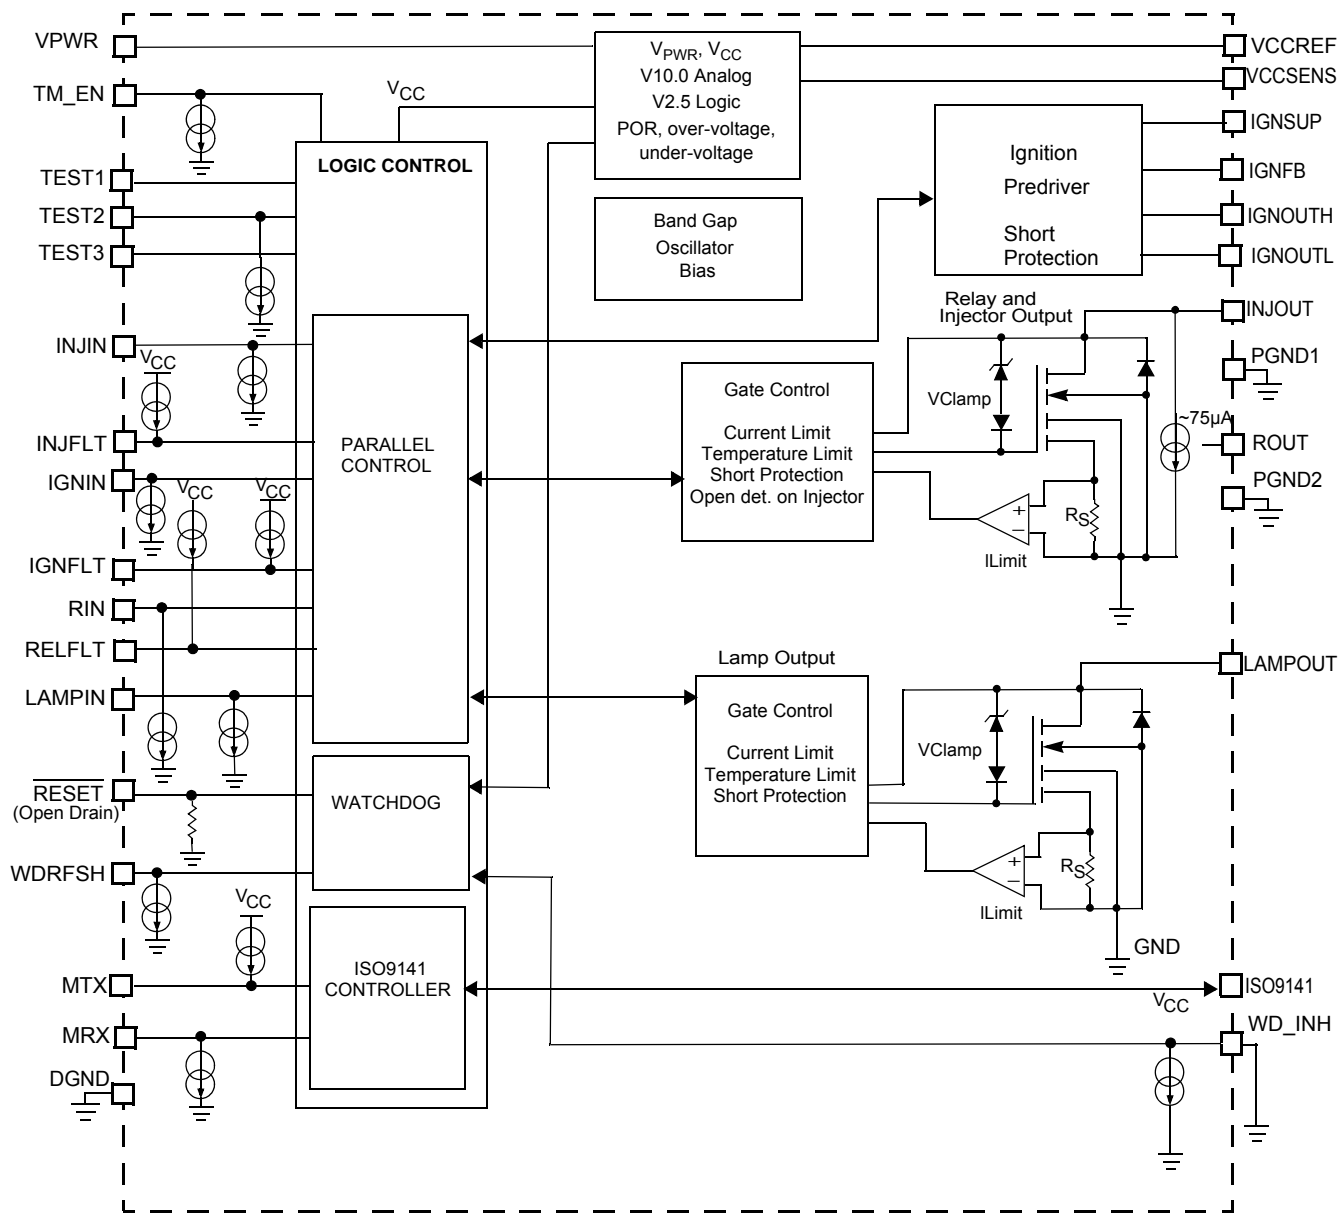 VPWR
TM_EN
TEST1
TEST2
TEST3
INJIN
VCC
INJFLT
IGNIN
VCC
VCC
IGNFLT
RIN
RELFLT
LAMPIN
RESET
(Open Drain)
WDRFSH
VCC
MTX
MRX
DGND
VCC
LOGIC CONTROL
PARALLEL
CONTROL
WATCHDOG
ISO9141
CONTROLLER
VPWR, VCC
V10.0 Analog
V2.5 Logic
POR, over-voltage,
under-voltage
Band Gap
Oscillator
Bias
Ignition
Predriver
Short
Protection
Relay and
Injector Output
Gate Control
Current Limit
Temperature Limit
Short Protection
Open det. on Injector
VClamp
+
−
RS
ILimit
~75µA
Lamp Output
Gate Control
Current Limit
Temperature Limit
Short Protection
VClamp
+
−
RS
ILimit
GND
VCC
VCCREF
VCCSENS
IGNSUP
IGNFB
IGNOUTH
IGNOUTL
INJOUT
PGND1
ROUT
PGND2
LAMPOUT
ISO9141
WD_INH